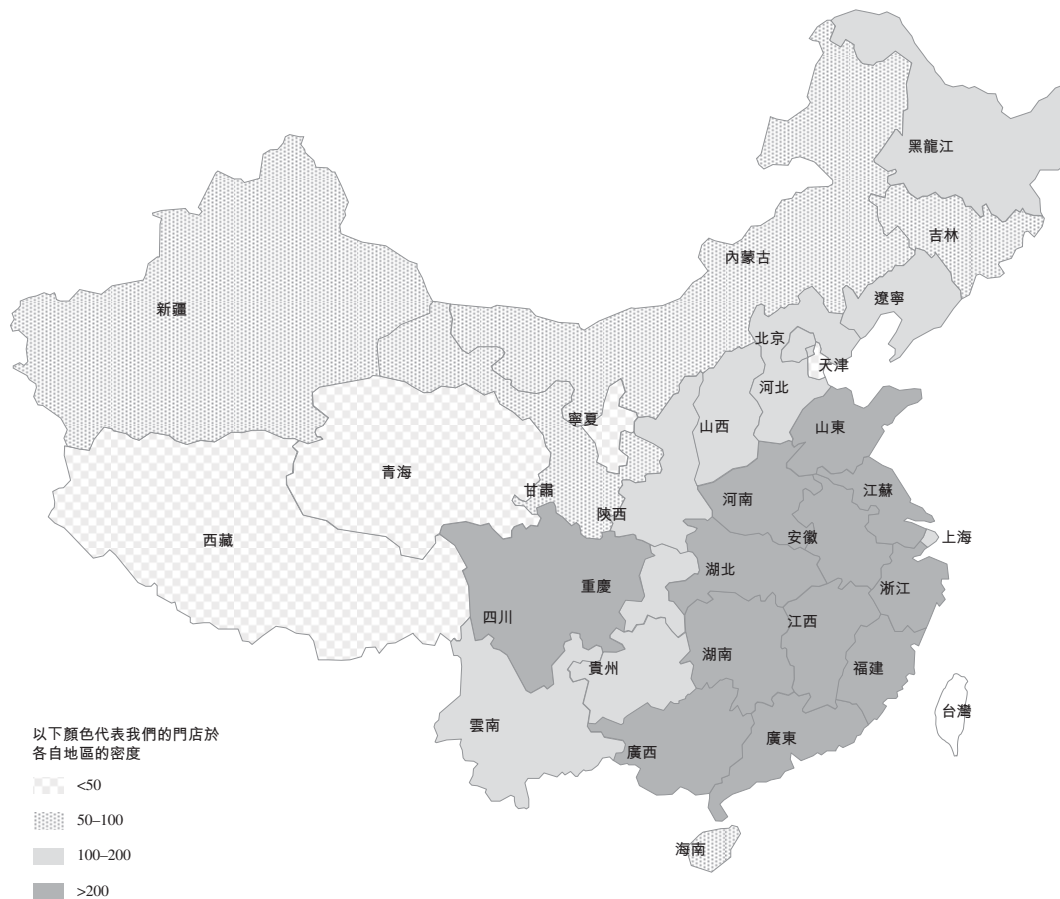 黑龍江
吉林
內蒙古
遼寧
新疆
北京
天津
河北
寧夏
山西
山東
青海
甘肅
河南
江蘇
陝西
西藏
安徽
上海
湖北
重慶
浙江
四川
江西
湖南
貴州
福建
台灣
雲南
廣東
廣西
海南
以下顏色代表我們的門店於
各自地區的密度
<50
50–100
100–200
>200